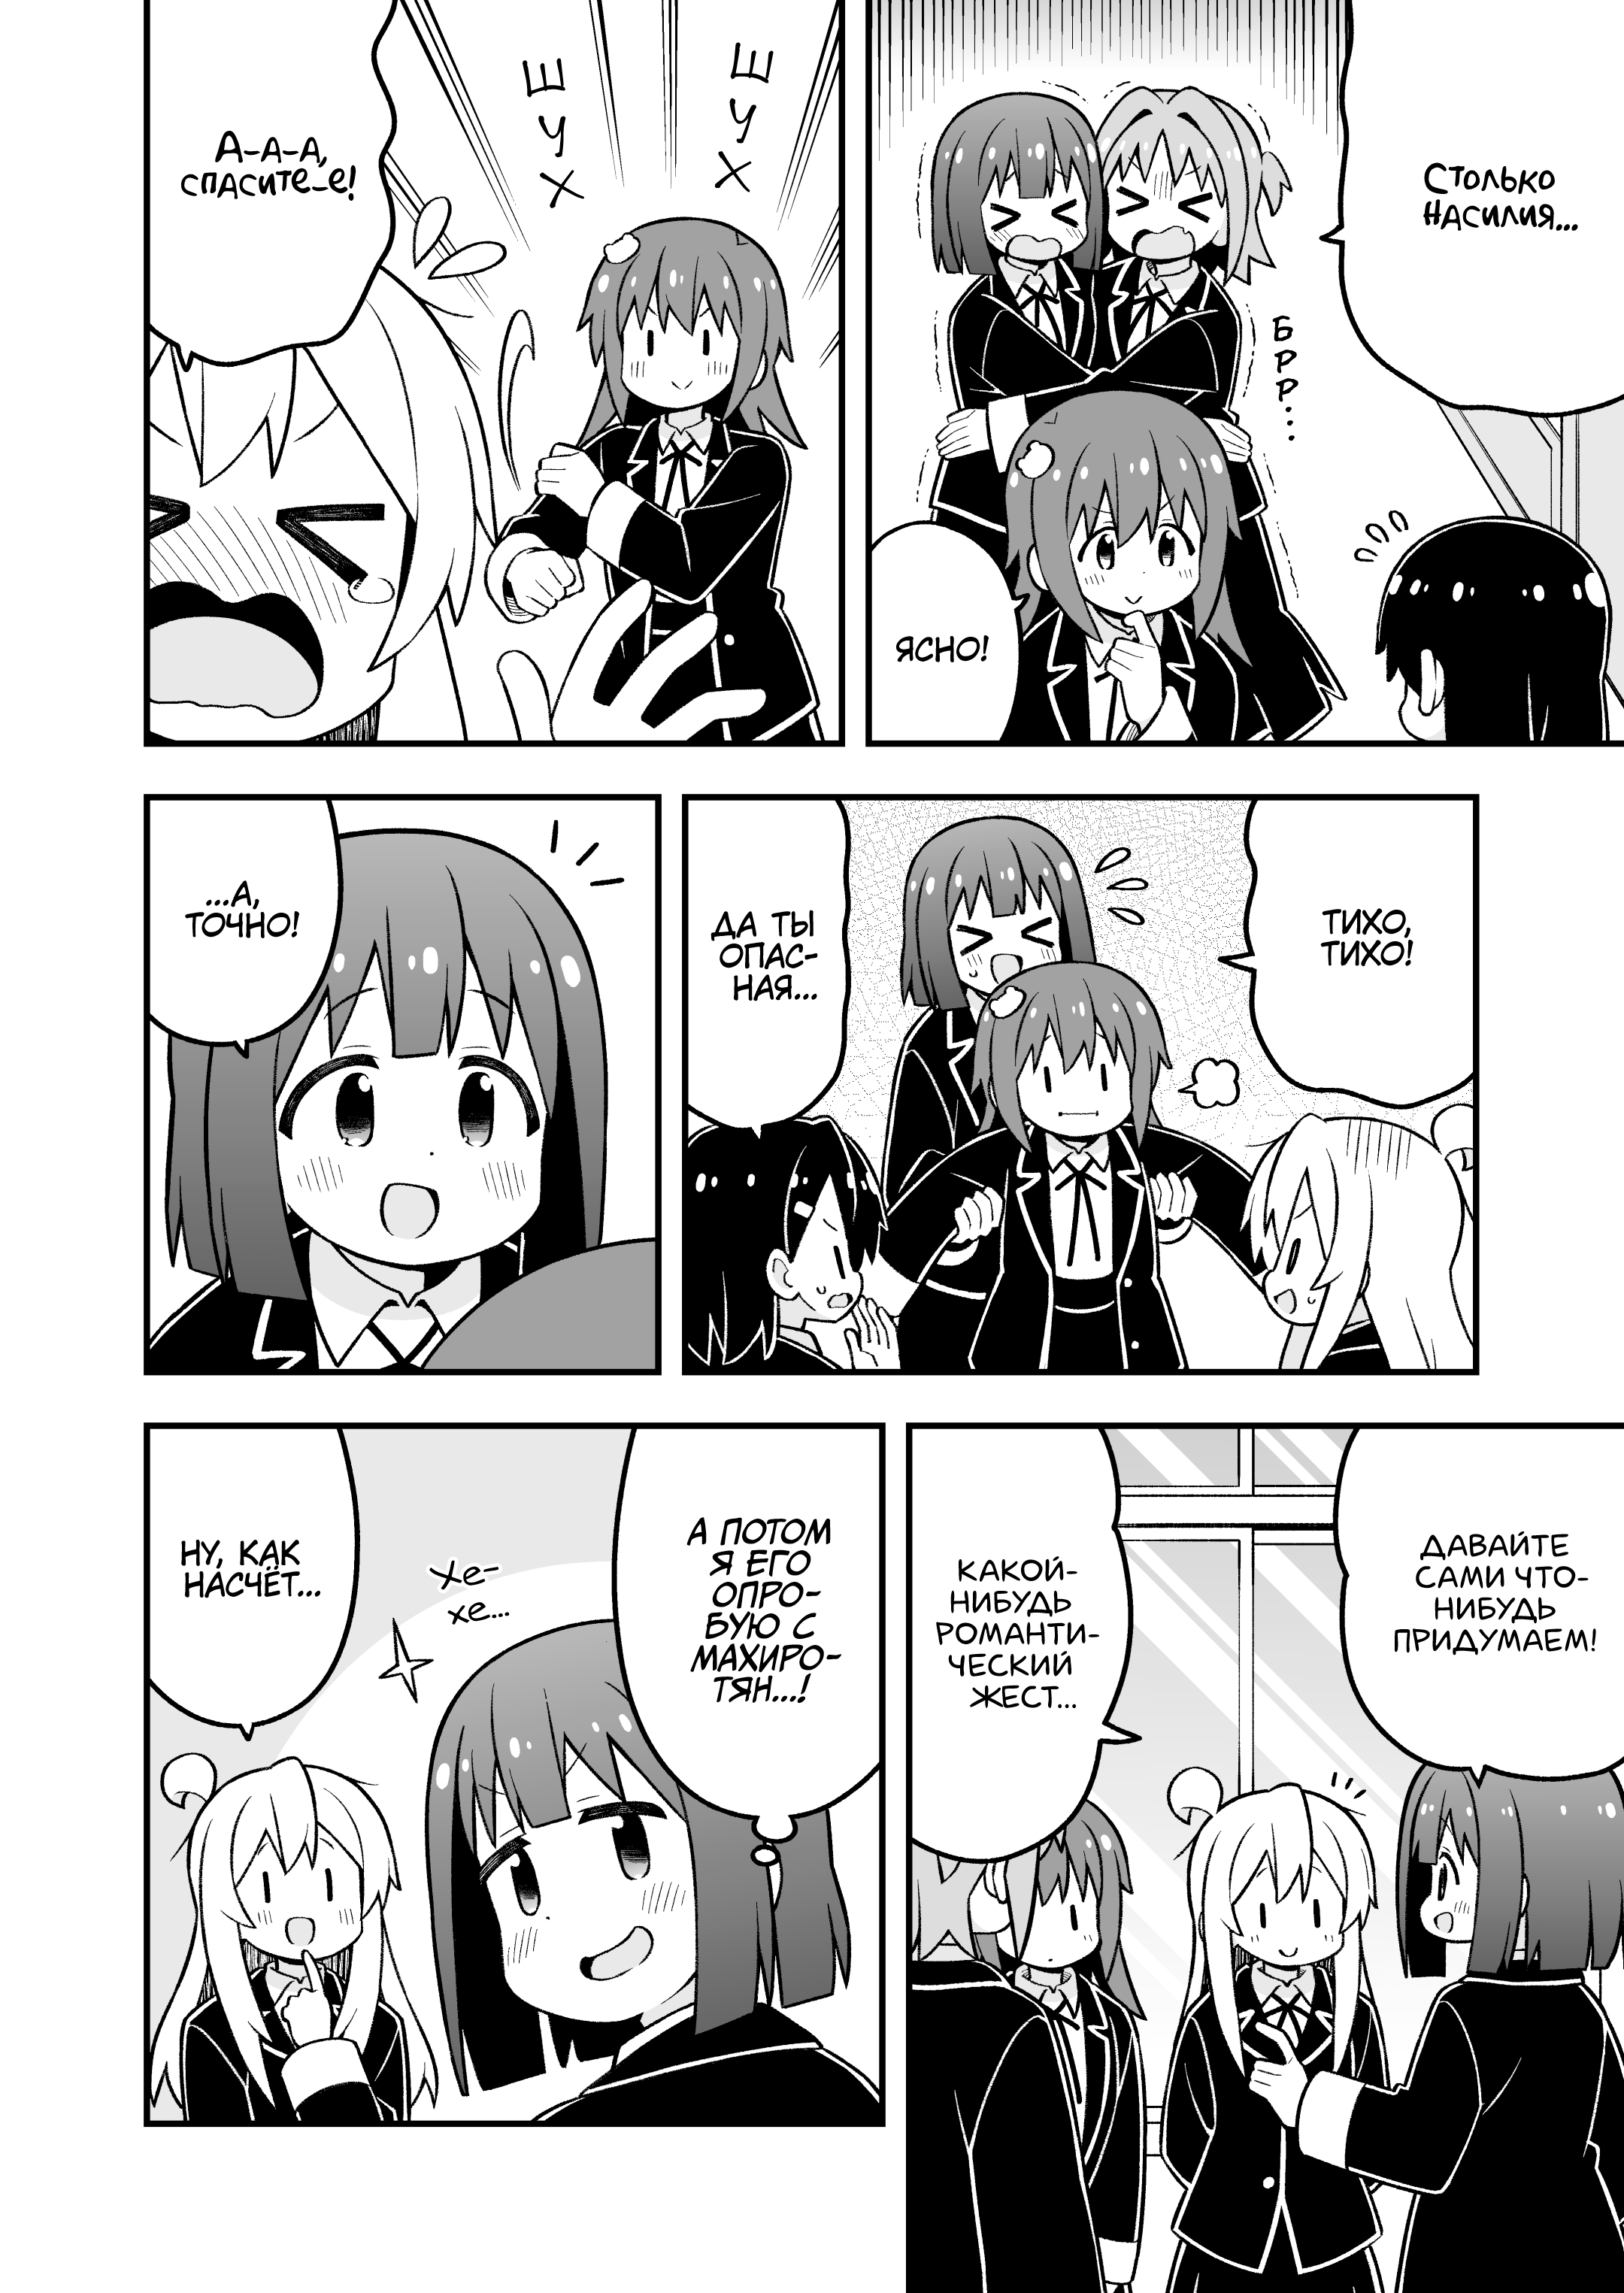 Столько
насилия...
БРР...
ЯСНО!
ШУХ
ШУХ
А-А-А,
СПАСИТЕ-Е!
ТИХО,
ТИХО!
ДА ТЫ
ОПАС-
НАЯ...
...А,
ТОЧНО!
ДАВАЙТЕ
САМИ ЧТО-
НИБУДЬ
ПРИДУМАЕМ!
КАКОЙ-
НИБУДЬ
РОМАНТИ-
ЧЕСКИЙ
ЖЕСТ...
А ПОТОМ
Я ЕГО
ОПРО-
БУЮ С
МАХИРО-
ТЯН...!
Хе-
хе...
НУ, КАК
НАСЧЁТ...